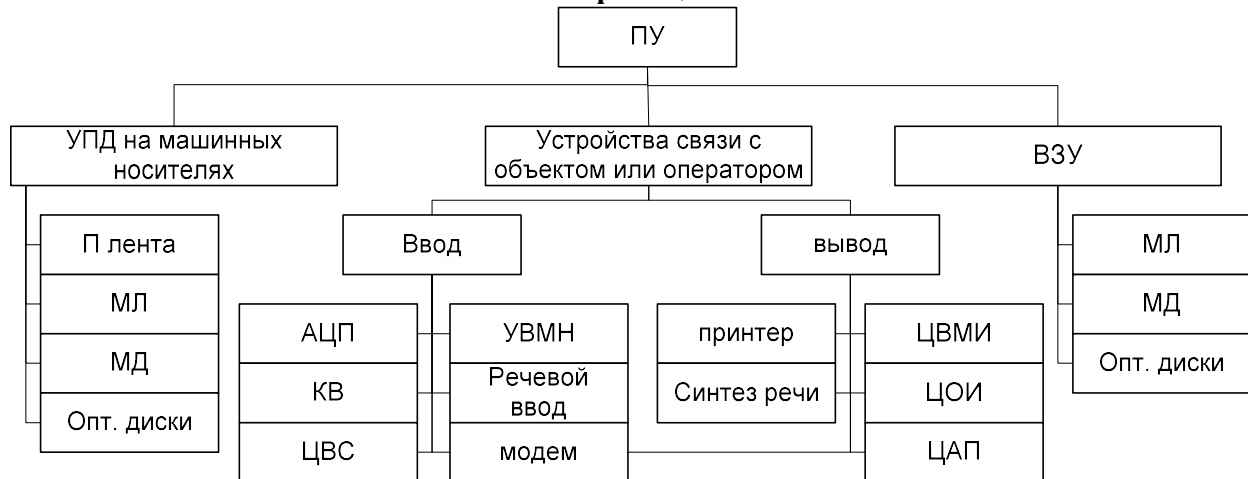 ПУ
УПД на машинных
носителях
Устройства связи с
объектом или оператором
ВЗУ
П лента
МЛ
МД
Опт. диски
Ввод
вывод
АЦП
КВ
ЦВС
УВМН
Речевой
ввод
модем
принтер
Синтез речи
ЦВМИ
ЦОИ
ЦАП
МЛ
МД
Опт. диски